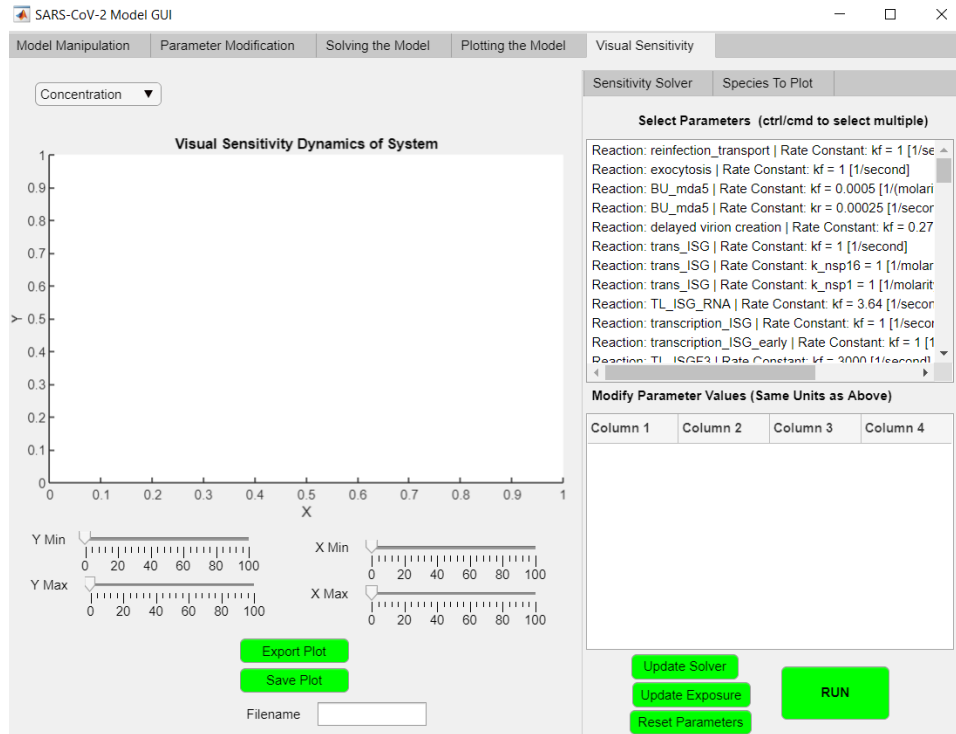 SARS-CoV-2 Model GUI
Model Manipulation
Parameter Modification
Solving the Model
Plotting the Model
Visual Sensitivity
Concentration
Visual Sensitivity Dynamics of System
1
0.9
0.8
0.7
0.6
0.5
0.4
0.3
0.2
0.1
0
Y
0 0.1 0.2 0.3 0.4 0.5 0.6 0.7 0.8 0.9 1
X
Y Min
0 20 40 60 80 100
Y Max
0 20 40 60 80 100
X Min
0 20 40 60 80 100
X Max
0 20 40 60 80 100
Export Plot
Save Plot
Filename
Sensitivity Solver
Species To Plot
Select Parameters (ctrl/cmd to select multiple)
Reaction: reinfection_transport | Rate Constant: kf = 1 [1/se
Reaction: exocytosis | Rate Constant: kf = 1 [1/second]
Reaction: BU_mda5 | Rate Constant: kf = 0.0005 [1/(molari
Reaction: BU_mda5 | Rate Constant: kr = 0.00025 [1/secon
Reaction: delayed virion creation | Rate Constant: kf = 0.27
Reaction: trans_ISG | Rate Constant: kf = 1 [1/second]
Reaction: trans_ISG | Rate Constant: k_nsp16 = 1 [1/molar
Reaction: trans_ISG | Rate Constant: k_nsp1 = 1 [1/molarit
Reaction: TL_ISG_RNA | Rate Constant: kf = 3.64 [1/secon
Reaction: transcription_ISG | Rate Constant: kf = 1 [1/secon
Reaction: transcription_ISG_early | Rate Constant: kf = 1 [1
Reaction: TL_ISGF3 | Rate Constant: kf = 3000 [1/second]
Modify Parameter Values (Same Units as Above)
Column 1 Column 2 Column 3 Column 4
Update Solver
Update Exposure
Reset Parameters
RUN